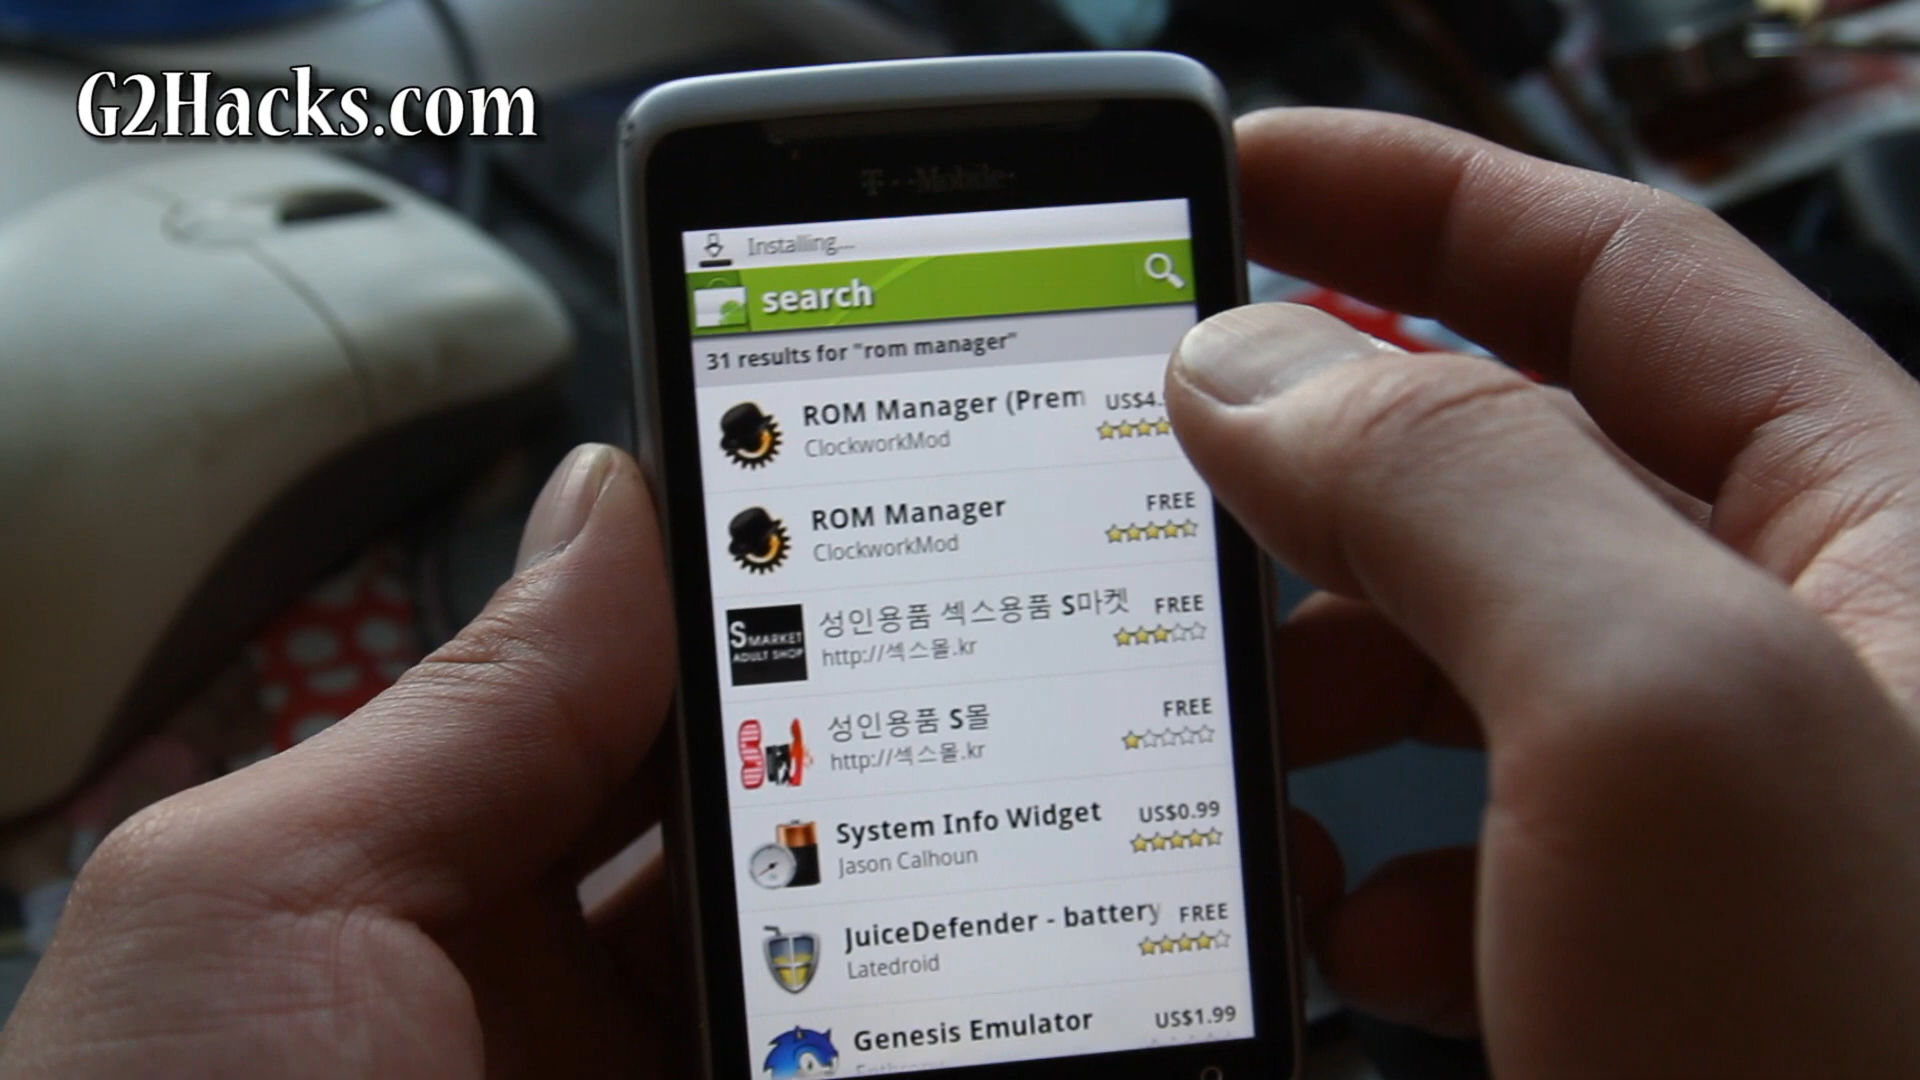 G2Hacks.com
T··Mobile·
Installing...
search
31 results for "rom manager"
ROM Manager (Prem
US$4.
ClockworkMod
ROM Manager
FREE
ClockworkMod
S MARKET
ADULT SHOP
성인용품 섹스용품 S마켓
FREE
http://섹스몰.kr
성인용품 S몰
FREE
http://섹스몰.kr
System Info Widget
US$0.99
Jason Calhoun
JuiceDefender - battery
FREE
Latedroid
Genesis Emulator
US$1.99